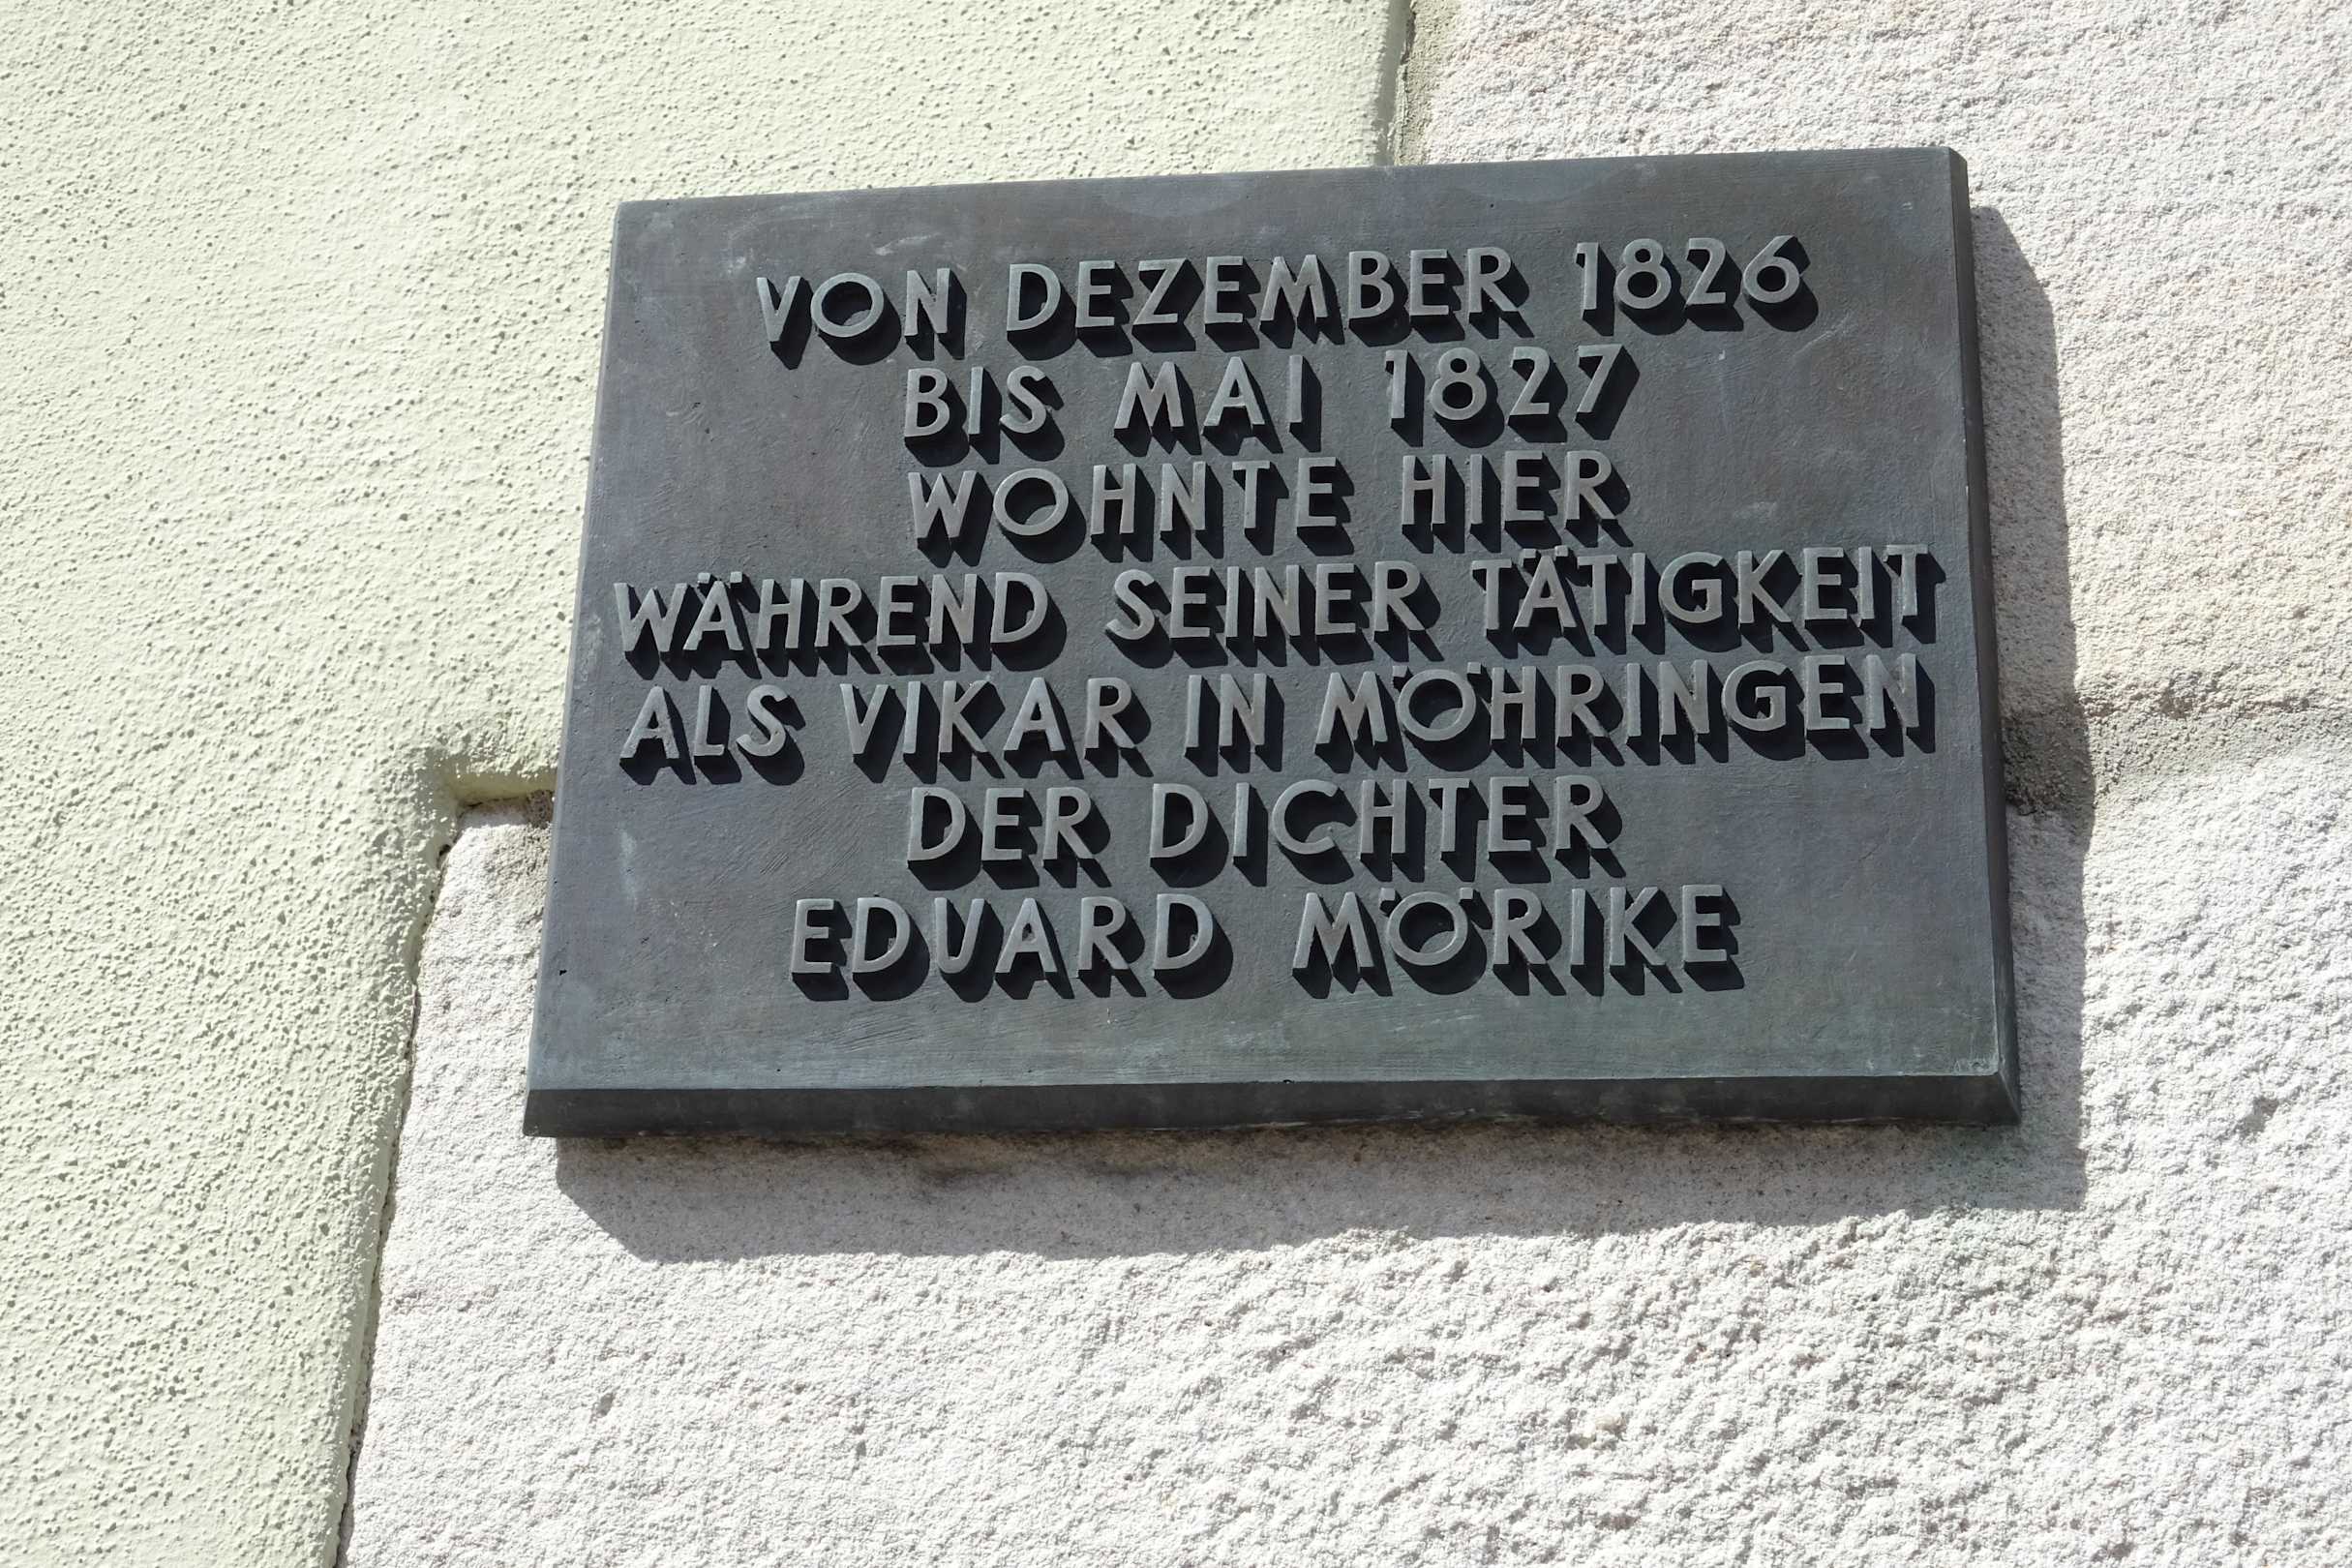 VON DEZEMBER 1826
BIS MAI 1827
WOHNTE HIER
WÄHREND SEINER TÄTIGKEIT
ALS VIKAR IN MÖHRINGEN
DER DICHTER
EDUARD MÖRIKE